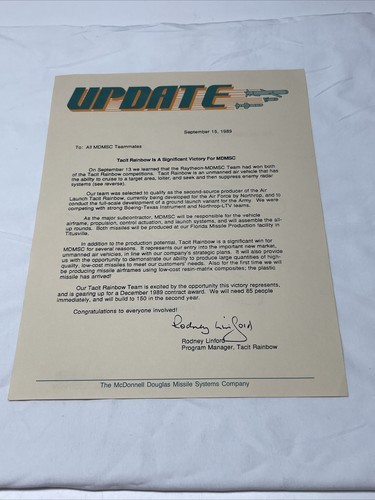 UPDATE
September 15, 1989
To: All MDMSC Teammates
Tacit Rainbow Is A Significant Victory For MDMSC
On September 13 we learned that the Raytheon-MDMSC Team had won both
of the Tacit Rainbow competitions. Tacit Rainbow is an unmanned air vehicle that has
the ability to cruise to a target area, loiter, and seek and then suppress enemy radar
systems (see reverse).
Our team was selected to qualify as the second-source producer of the Air
Launch Tacit Rainbow, currently being developed for the Air Force by Northrop, and to
conduct the full-scale development of a ground launch variant for the Army. We were
competing with strong Boeing-Texas Instrument and Northrop-LTV teams.
As the major subcontractor, MDMSC will be responsible for the vehicle
airframe, propulsion, control actuation, and launch systems, and will assemble the all-
up rounds. Both missiles will be produced at our Florida Missile Production facility in
Titusville.
In addition to the production potential, Tacit Rainbow is a significant win for
MDMSC for several reasons. It represents our entry into the important new market,
unmanned air vehicles; in line with our company's strategic plans. It will also provide
us with the opportunity to demonstrate our ability to produce large quantities of high-
quality, low-cost missiles to meet our customers' needs. Also for the first time we will
be producing missile airframes using low-cost resin-matrix composites; the plastic
missile has arrived!
Our Tacit Rainbow Team is excited by the opportunity this victory represents,
and is gearing up for a December 1989 contract award. We will need 65 people
immediately, and will build to 150 in the second year.
Congratulations to everyone involved!
Rodney Linford
Rodney Linford
Program Manager, Tacit Rainbow
The McDonnell Douglas Missile Systems Company